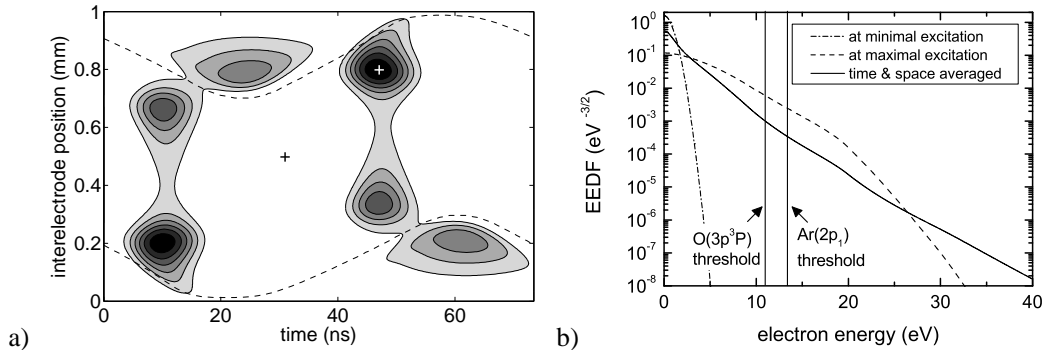 a)
interelectrode position (mm)
1
0.8
0.6
0.4
0.2
0
0 20 40 60
time (ns)
b)
EEDF (eV -3/2)
10^0
10^-1
10^-2
10^-3
10^-4
10^-5
10^-6
10^-7
10^-8
at minimal excitation
at maximal excitation
time & space averaged
O(3p³P)
threshold
Ar(2p₁)
threshold
0 10 20 30 40
electron energy (eV)